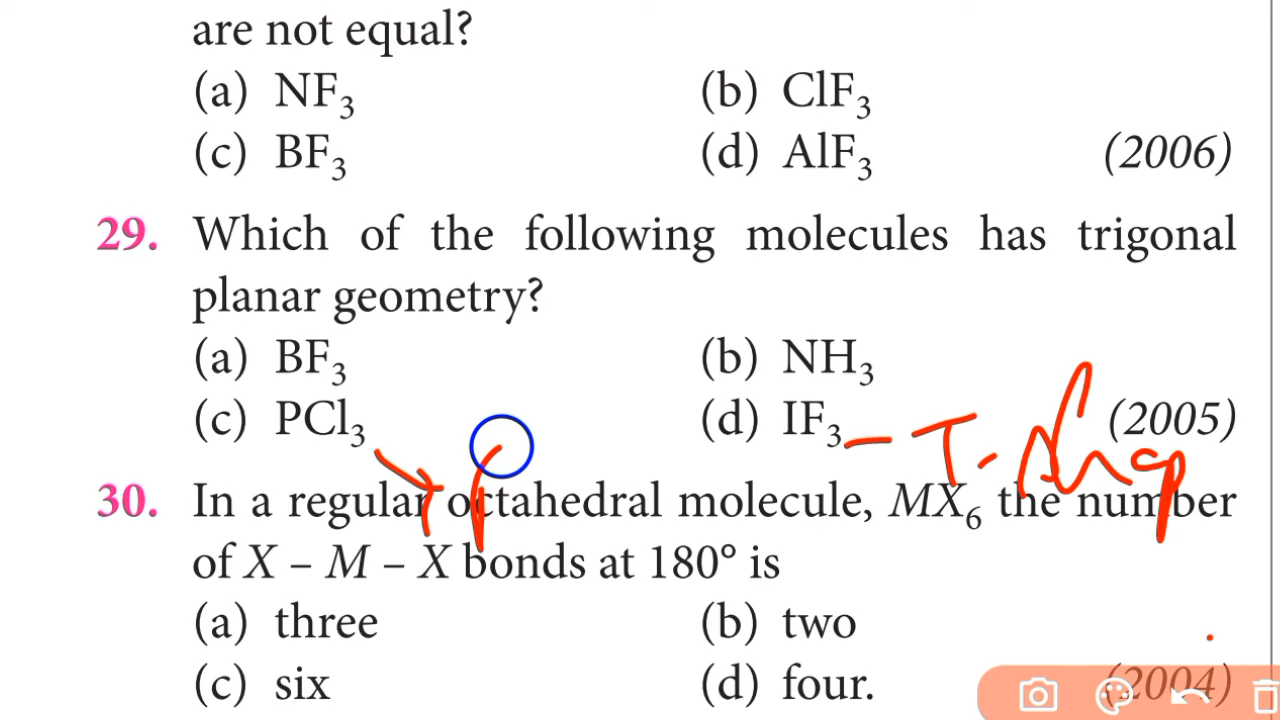 are not equal?
(a) NF₃ (b) ClF₃
(c) BF₃ (d) AlF₃ (2006)
29. Which of the following molecules has trigonal
planar geometry?
(a) BF₃ (b) NH₃
(c) PCl₃ (d) IF₃ – T-shap (2005)
30. In a regular octahedral molecule, MX₆ the number
of X – M – X bonds at 180° is
(a) three (b) two
(c) six (d) four. (2004)